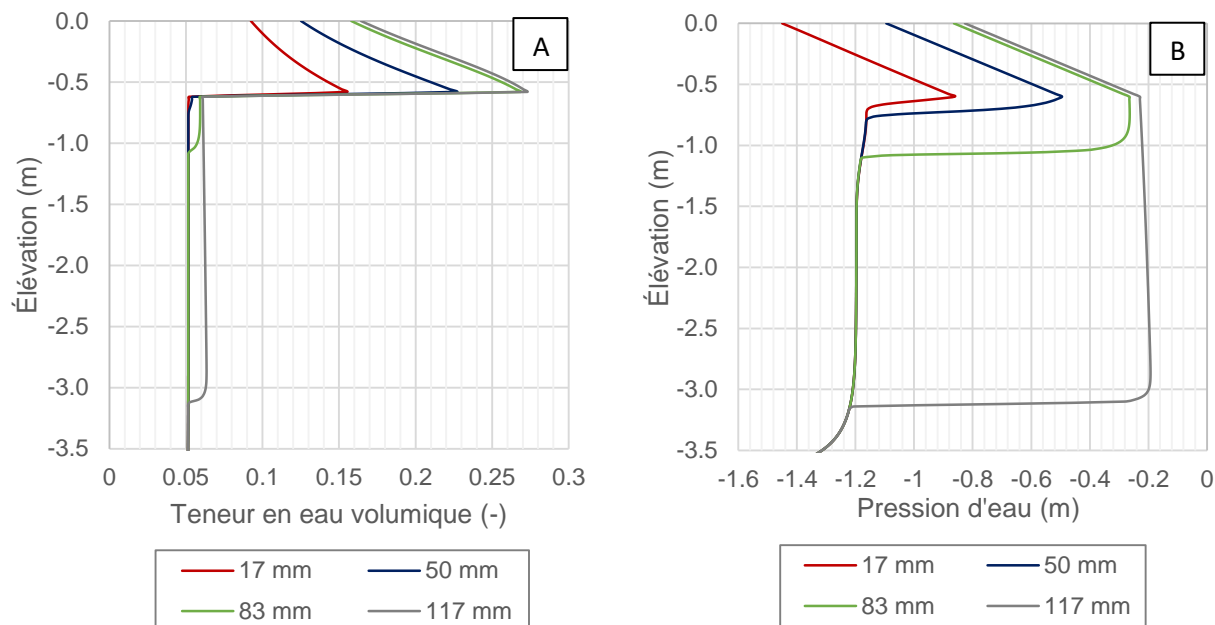 A
0.0
-0.5
-1.0
-1.5
-2.0
-2.5
-3.0
-3.5
Élévation (m)
0 0.05 0.1 0.15 0.2 0.25 0.3
Teneur en eau volumique (-)
17 mm 50 mm
83 mm 117 mm
B
0.0
-0.5
-1.0
-1.5
-2.0
-2.5
-3.0
-3.5
Élévation (m)
-1.6 -1.4 -1.2 -1 -0.8 -0.6 -0.4 -0.2 0
Pression d'eau (m)
17 mm 50 mm
83 mm 117 mm